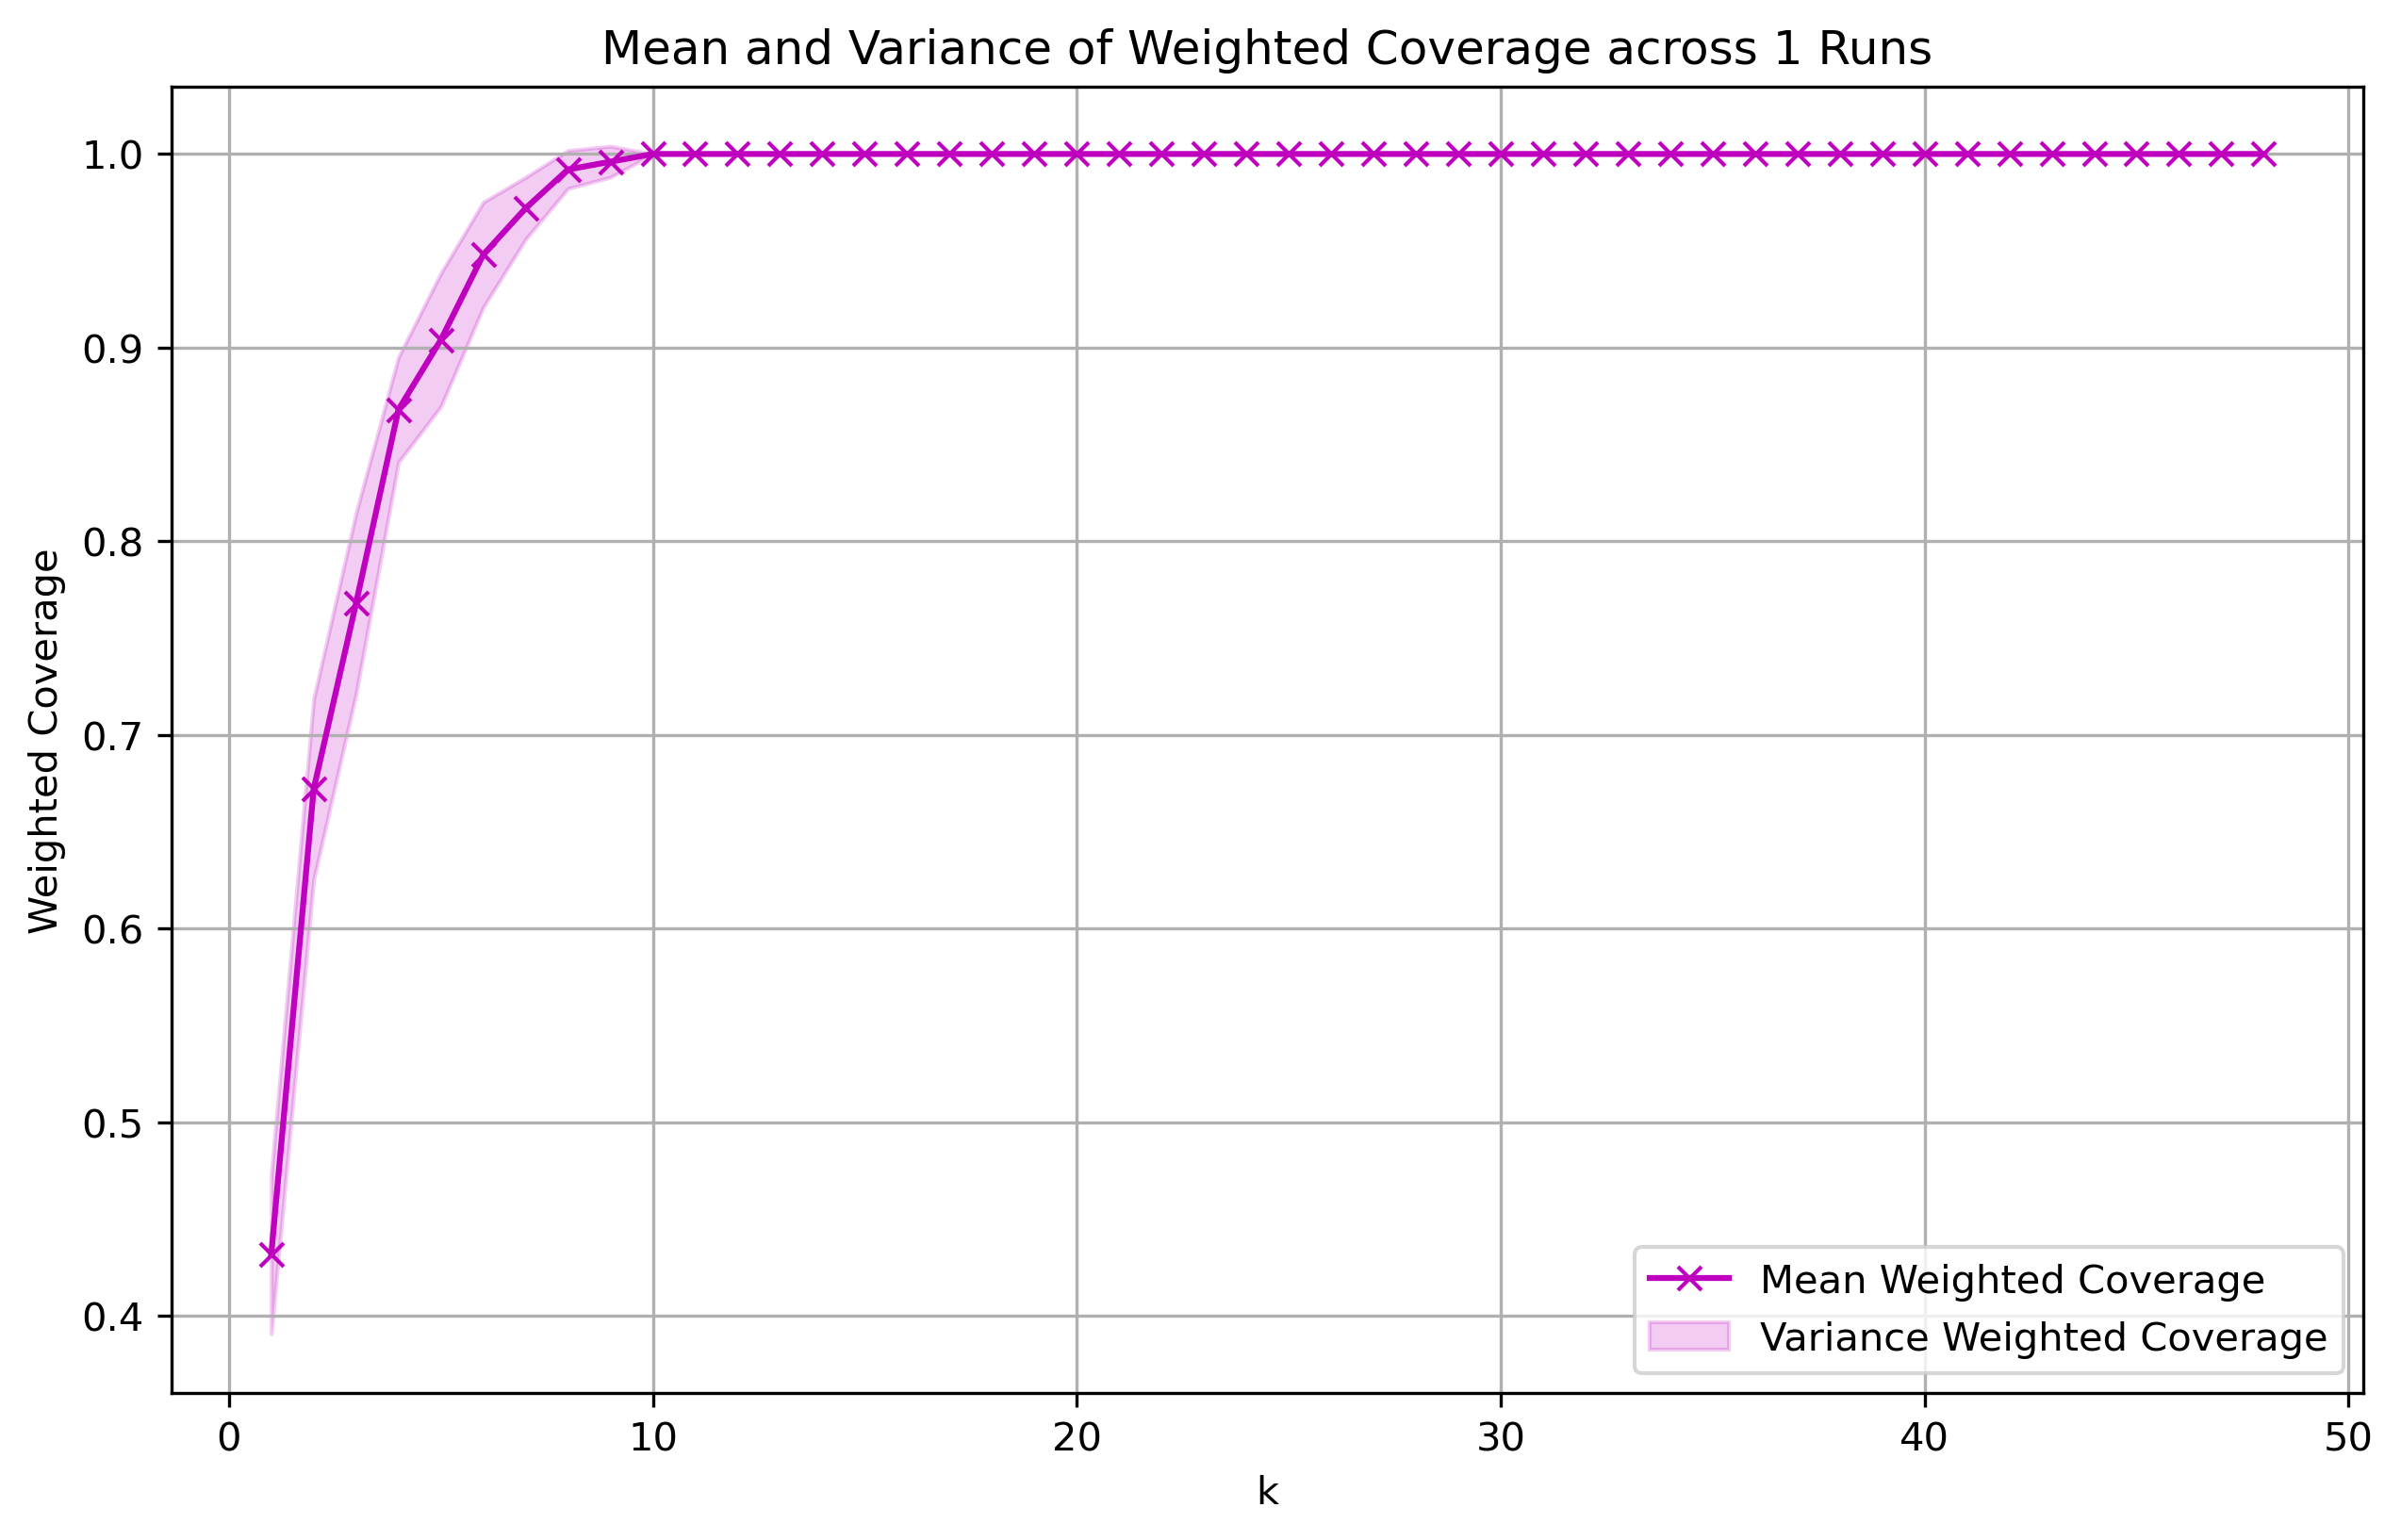 Mean and Variance of Weighted Coverage across 1 Runs
Weighted Coverage
1.0
0.9
0.8
0.7
0.6
0.5
0.4
0 10 20 30 40 50
k
Mean Weighted Coverage
Variance Weighted Coverage